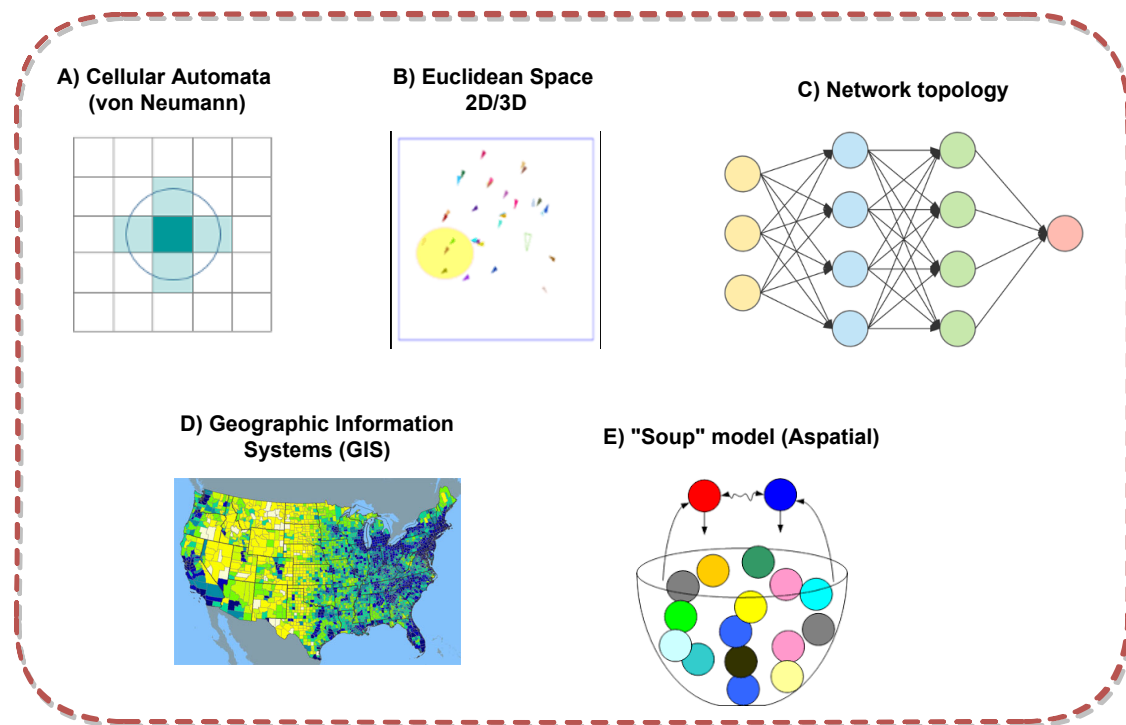 A) Cellular Automata
(von Neumann)
B) Euclidean Space
2D/3D
C) Network topology
D) Geographic Information
Systems (GIS)
E) "Soup" model (Aspatial)